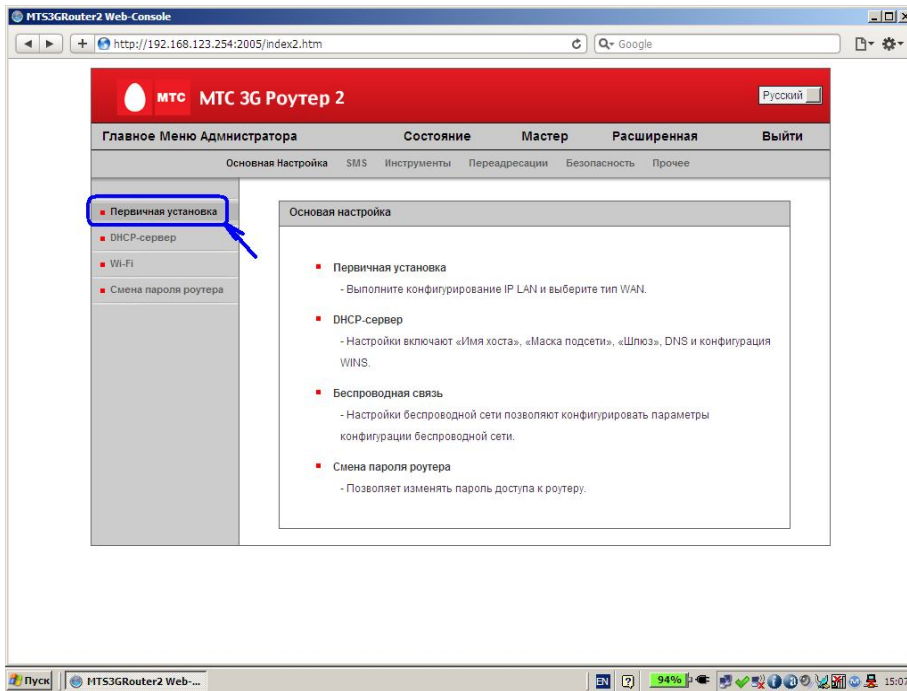 MTS3GRouter2 Web-Console
http://192.168.123.254:2005/index2.htm
Google
МТС МТС 3G Роутер 2
Русский
Главное Меню Адмнистратора Состояние Мастер Расширенная Выйти
Основная Настройка SMS Инструменты Переадресации Безопасность Прочее
Первичная установка
DHCP-сервер
Wi-Fi
Смена пароля роутера
Основая настройка
Первичная установка
- Выполните конфигурирование IP LAN и выберите тип WAN.
DHCP-сервер
- Настройки включают «Имя хоста», «Маска подсети», «Шлюз», DNS и конфигурация
WINS.
Беспроводная связь
- Настройки беспроводной сети позволяют конфигурировать параметры
конфигурации беспроводной сети.
Смена пароля роутера
- Позволяет изменять пароль доступа к роутеру.
Пуск MTS3GRouter2 Web-... EN 94% 15:07